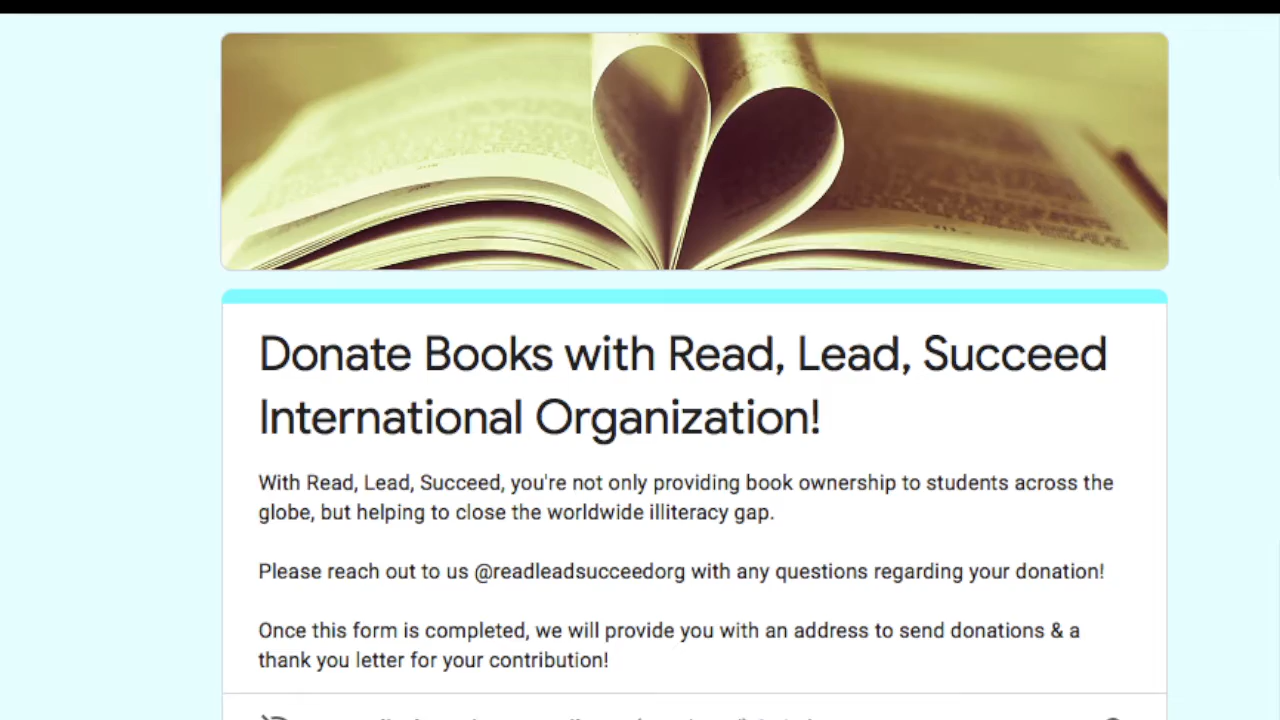 Donate Books with Read, Lead, Succeed
International Organization!
With Read, Lead, Succeed, you're not only providing book ownership to students across the
globe, but helping to close the worldwide illiteracy gap.
Please reach out to us @readleadsucceedorg with any questions regarding your donation!
Once this form is completed, we will provide you with an address to send donations & a
thank you letter for your contribution!